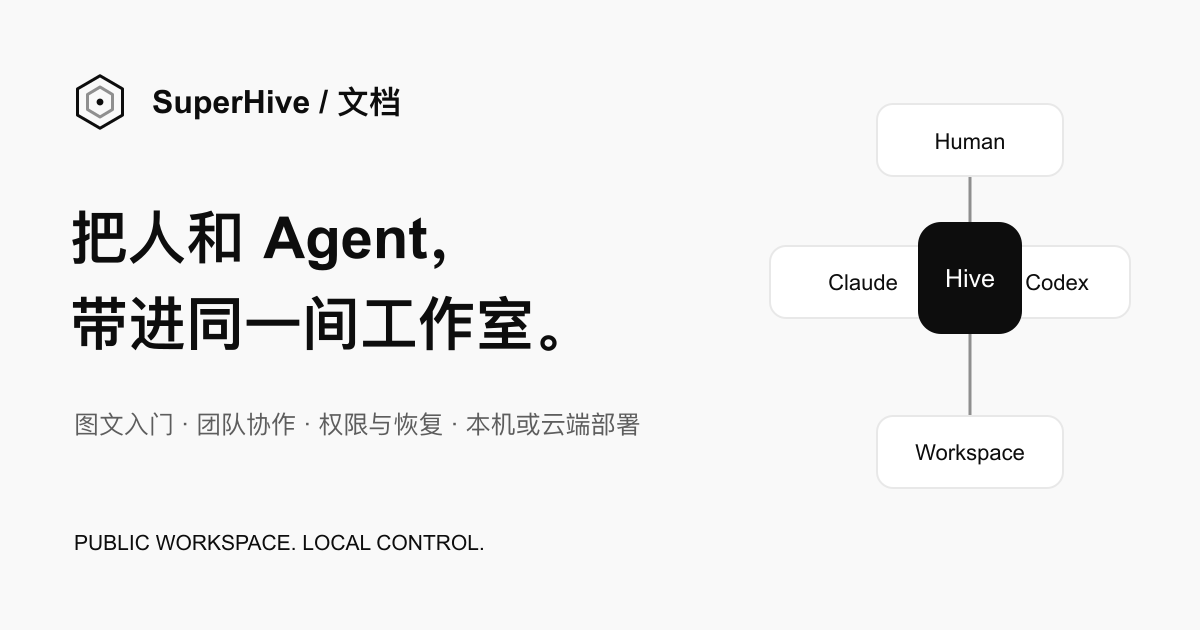 SuperHive / 文档
把人和 Agent，
带进同一间工作室。
图文入门 · 团队协作 · 权限与恢复 · 本机或云端部署
PUBLIC WORKSPACE. LOCAL CONTROL.
Human
Claude
Hive
Codex
Workspace